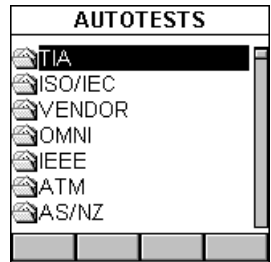 AUTOTESTS
TIA
ISO/IEC
VENDOR
OMNI
IEEE
ATM
AS/NZ